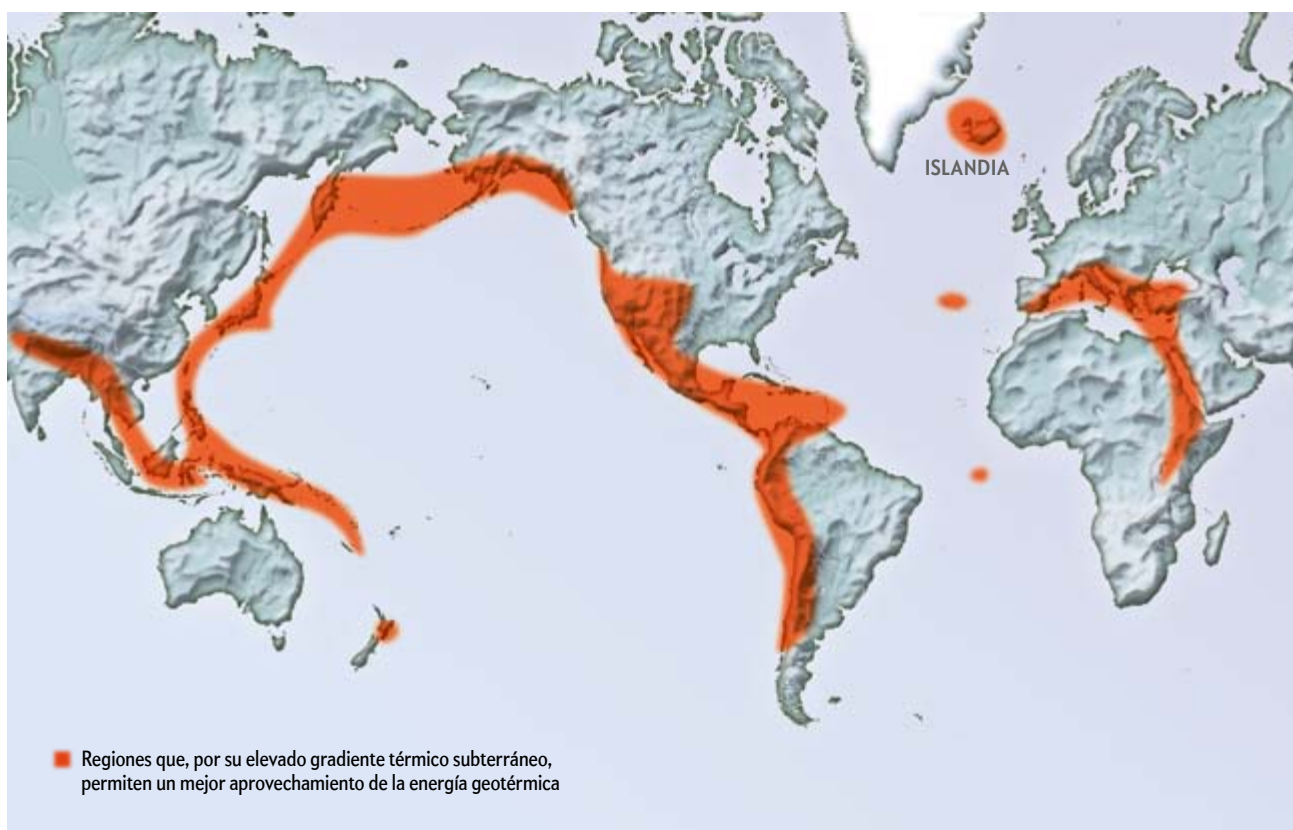 ISLANDIA
Regiones que, por su elevado gradiente térmico subterráneo,
permiten un mejor aprovechamiento de la energía geotérmica